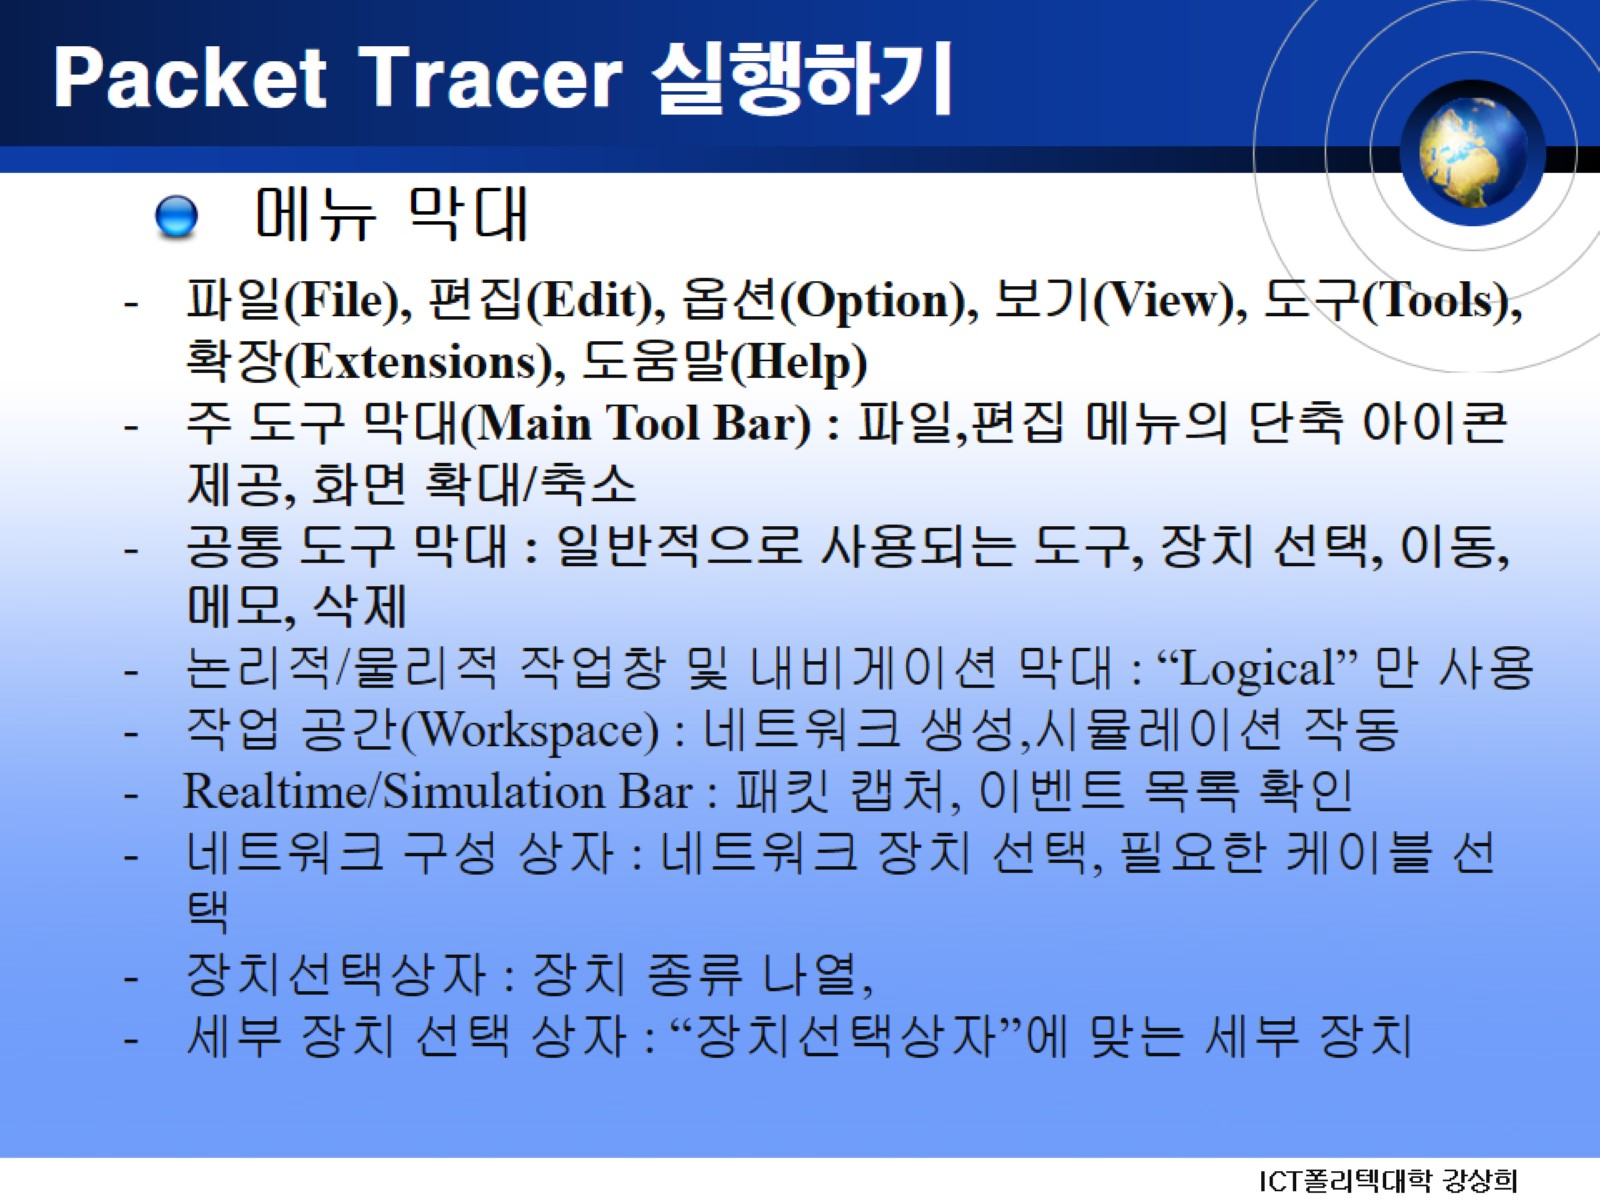 Packet Tracer 실행하기
메뉴 막대
- 파일(File), 편집(Edit), 옵션(Option), 보기(View), 도구(Tools),
확장(Extensions), 도움말(Help)
- 주 도구 막대(Main Tool Bar) : 파일,편집 메뉴의 단축 아이콘
제공, 화면 확대/축소
- 공통 도구 막대 : 일반적으로 사용되는 도구, 장치 선택, 이동,
메모, 삭제
- 논리적/물리적 작업창 및 내비게이션 막대 : “Logical” 만 사용
- 작업 공간(Workspace) : 네트워크 생성,시뮬레이션 작동
- Realtime/Simulation Bar : 패킷 캡처, 이벤트 목록 확인
- 네트워크 구성 상자 : 네트워크 장치 선택, 필요한 케이블 선
택
- 장치선택상자 : 장치 종류 나열,
- 세부 장치 선택 상자 : “장치선택상자”에 맞는 세부 장치
ICT폴리텍대학 강상희